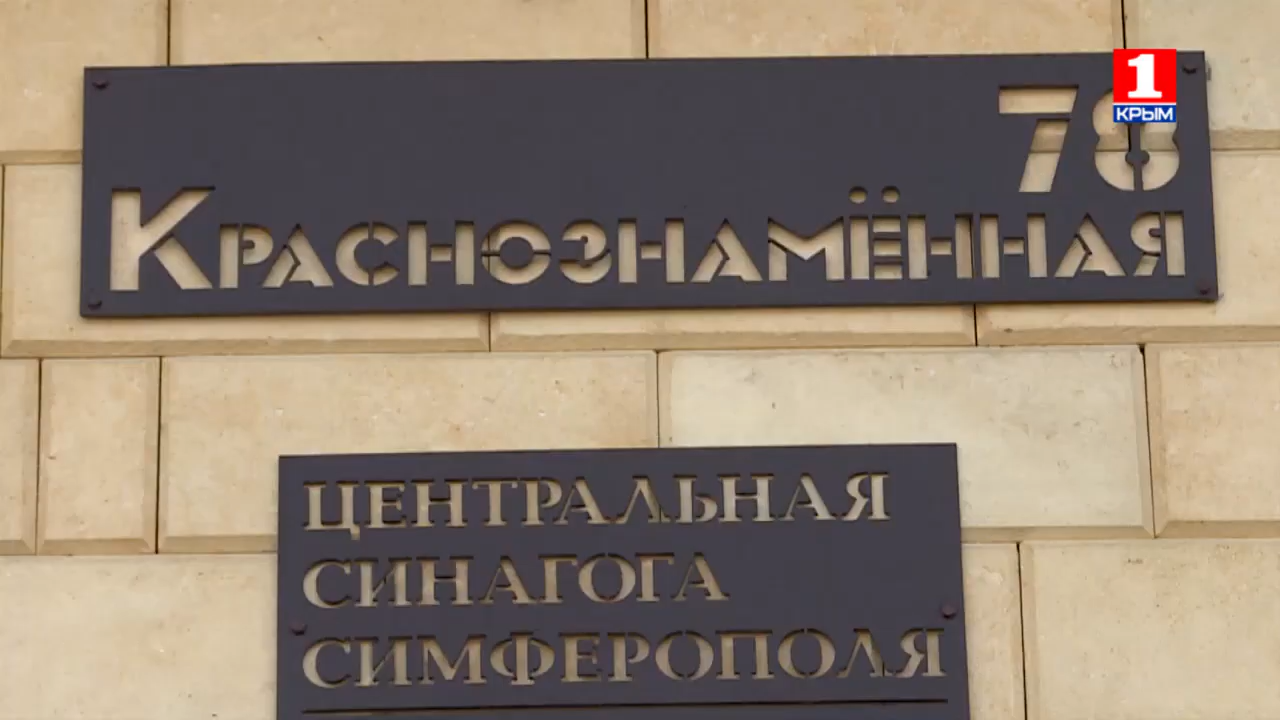 78
Краснознамённая
1
КРЫМ
ЦЕНТРАЛЬНАЯ
СИНАГОГА
СИМФЕРОПОЛЯ